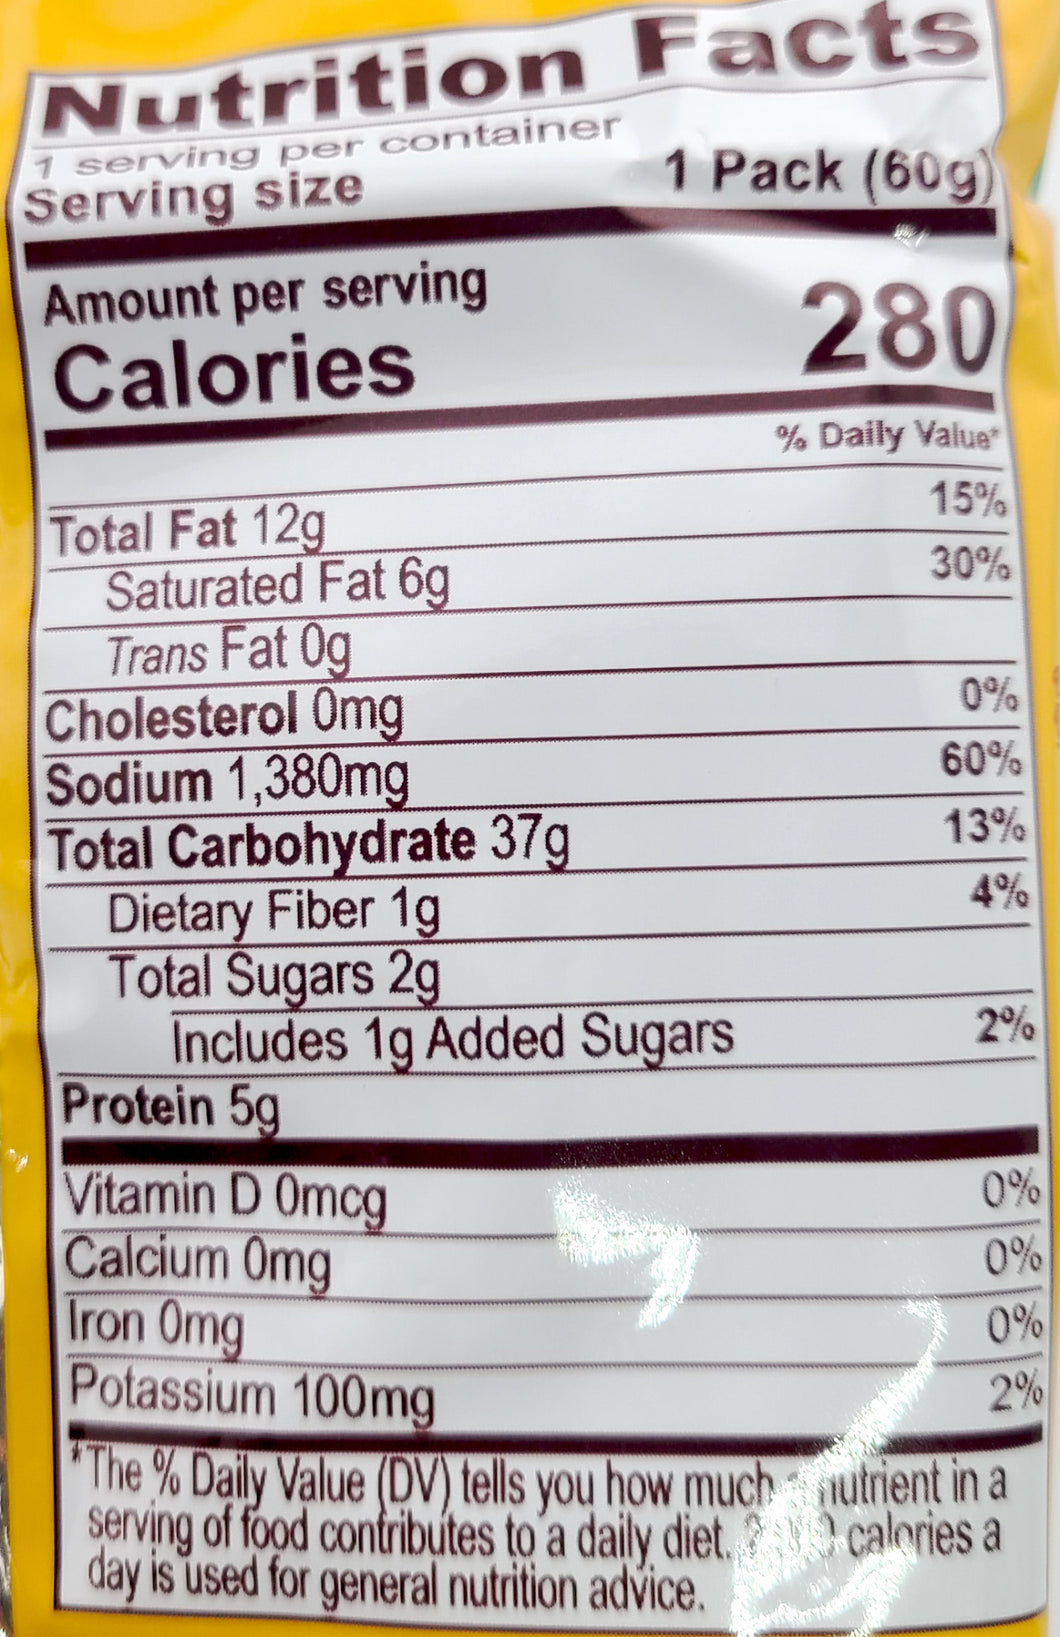 Nutrition Facts
1 serving per container
Serving size 1 Pack (60g)
Amount per serving
Calories 280
% Daily Value*
Total Fat 12g 15%
Saturated Fat 6g 30%
Trans Fat 0g
Cholesterol 0mg 0%
Sodium 1,380mg 60%
Total Carbohydrate 37g 13%
Dietary Fiber 1g 4%
Total Sugars 2g
Includes 1g Added Sugars 2%
Protein 5g
Vitamin D 0mcg 0%
Calcium 0mg 0%
Iron 0mg 0%
Potassium 100mg 2%
*The % Daily Value (DV) tells you how much nutrient in a
serving of food contributes to a daily diet. calories a
day is used for general nutrition advice.